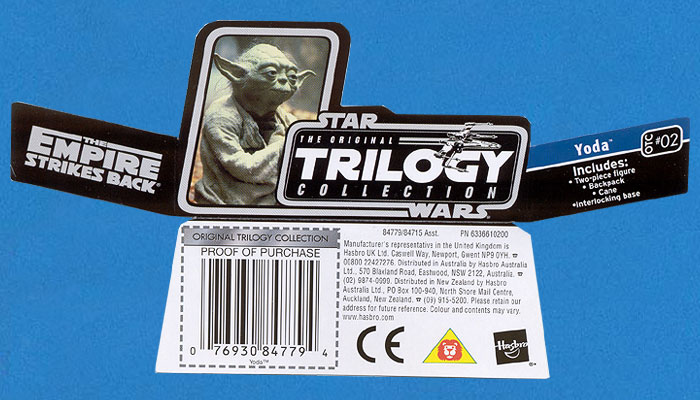 THE
EMPIRE
STRIKES BACK
STAR
THE ORIGINAL
TRILOGY
COLLECTION
WARS
Yoda™
OTC #02
Includes:
• Two-piece figure
• Backpack
• Cane
•Interlocking base
ORIGINAL TRILOGY COLLECTION
PROOF OF PURCHASE
0 76930 84779 4
Yoda™
84779/84715 Asst. PN 6336610200
Manufacturer's representative in the United Kingdom is
Hasbro UK Ltd. Caswell Way, Newport, Gwent NP9 0YH. ☎
00800 22427276. Distributed in Australia by Hasbro Australia
Ltd., 570 Blaxland Road, Eastwood, NSW 2122, Australia. ☎
(02) 9874-0999. Distributed in New Zealand by Hasbro
Australia Ltd., PO Box 100-940, North Shore Mail Centre,
Auckland, New Zealand. ☎ (09) 915-5200. Please retain our
address for future reference. Colour and contents may vary.
www.hasbro.com
CE
Hasbro